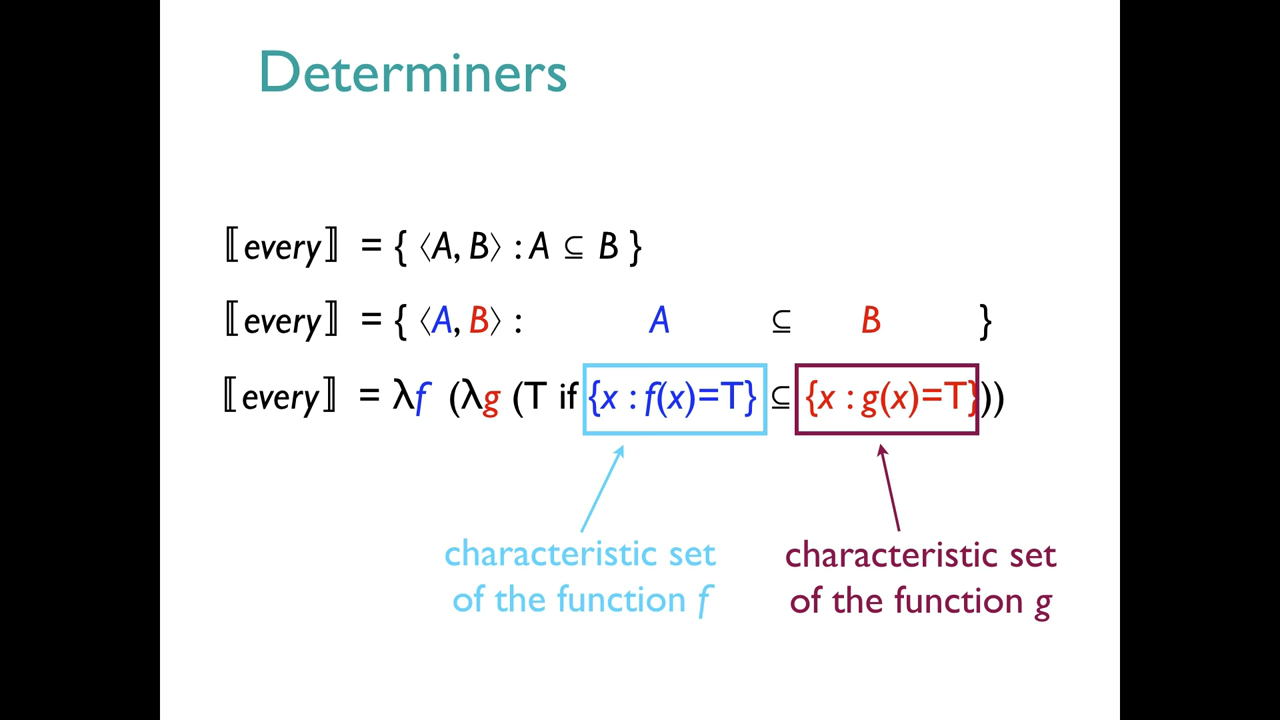 Determiners
⟦every⟧ = { ⟨A, B⟩ : A ⊆ B }
⟦every⟧ = { ⟨A, B⟩ : A ⊆ B }
⟦every⟧ = λf (λg (T if {x : f(x)=T} ⊆ {x : g(x)=T}))
characteristic set
of the function f
characteristic set
of the function g